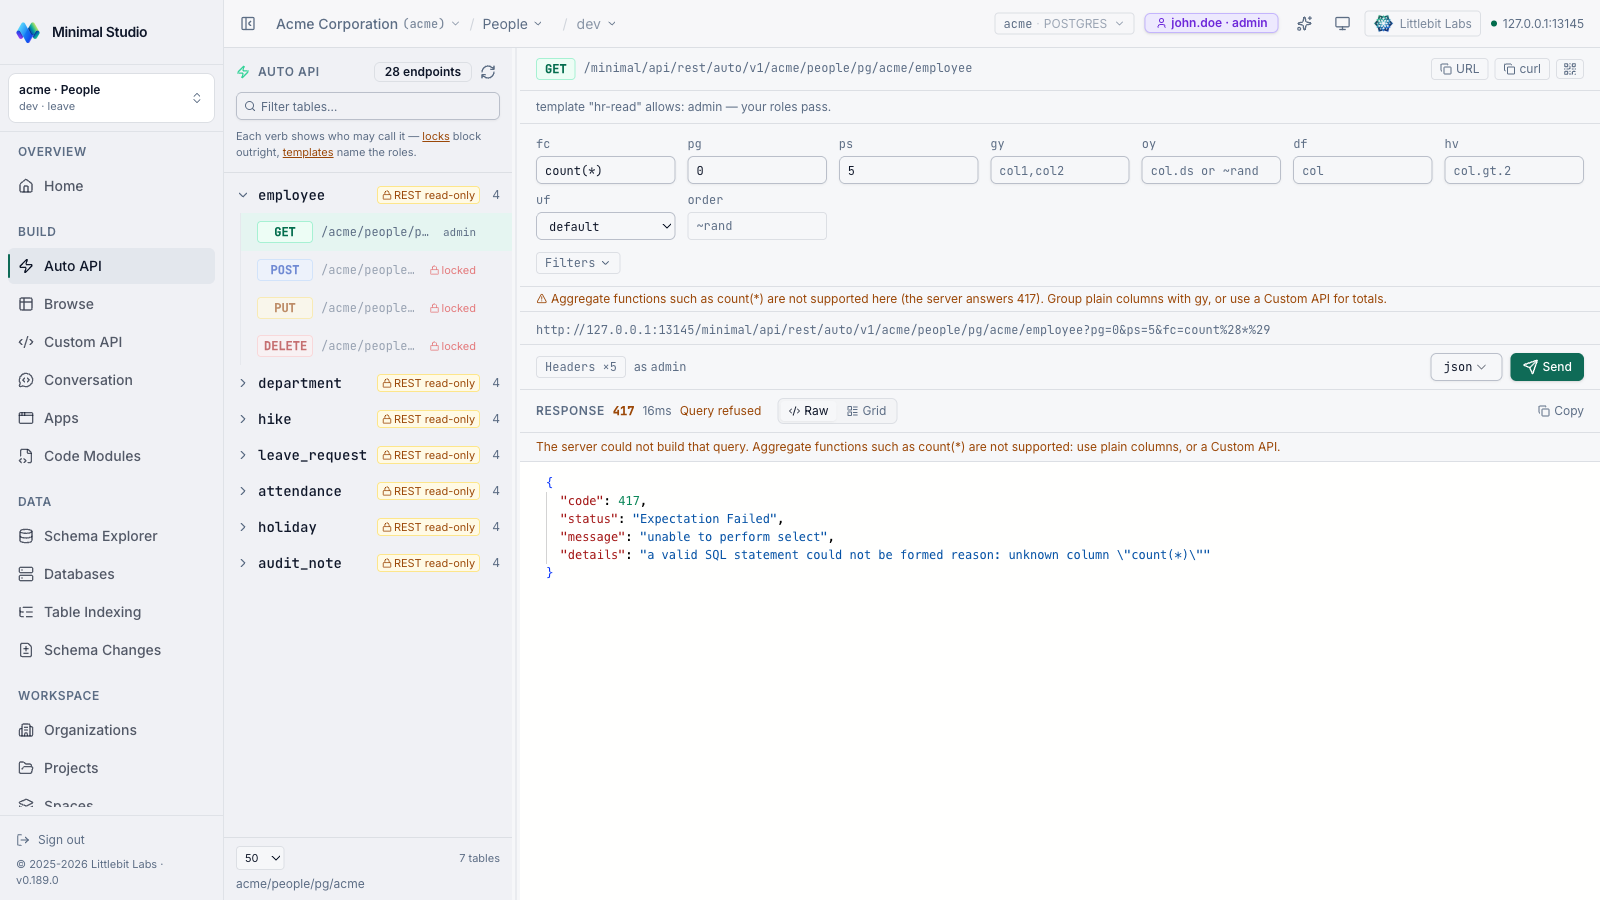 Minimal Studio
acme · People
dev · leave
OVERVIEW
Home
BUILD
Auto API
Browse
Custom API
Conversation
Apps
Code Modules
DATA
Schema Explorer
Databases
Table Indexing
Schema Changes
WORKSPACE
Organizations
Projects
Spaces
Sign out
© 2025-2026 Littlebit Labs ·
v0.189.0
Acme Corporation (acme) / People / dev
acme · POSTGRES
john.doe · admin
Littlebit Labs
127.0.0.1:13145
AUTO API
28 endpoints
Filter tables...
Each verb shows who may call it — locks block
outright, templates name the roles.
employee REST read-only 4
GET /acme/people/p… admin
POST /acme/people… locked
PUT /acme/people… locked
DELETE /acme/people… locked
department REST read-only 4
hike REST read-only 4
leave_request REST read-only 4
attendance REST read-only 4
holiday REST read-only 4
audit_note REST read-only 4
50
7 tables
acme/people/pg/acme
GET /minimal/api/rest/auto/v1/acme/people/pg/acme/employee
URL
curl
template "hr-read" allows: admin — your roles pass.
fc pg ps gy oy df hv
count(*) 0 5 col1,col2 col.ds or ~rand col col.gt.2
uf order
default ~rand
Filters
Aggregate functions such as count(*) are not supported here (the server answers 417). Group plain columns with gy, or use a Custom API for totals.
http://127.0.0.1:13145/minimal/api/rest/auto/v1/acme/people/pg/acme/employee?pg=0&ps=5&fc=count%28*%29
Headers ×5 as admin
json
Send
RESPONSE 417 16ms Query refused
Raw
Grid
Copy
The server could not build that query. Aggregate functions such as count(*) are not supported: use plain columns, or a Custom API.
{
"code": 417,
"status": "Expectation Failed",
"message": "unable to perform select",
"details": "a valid SQL statement could not be formed reason: unknown column \"count(*)\""
}